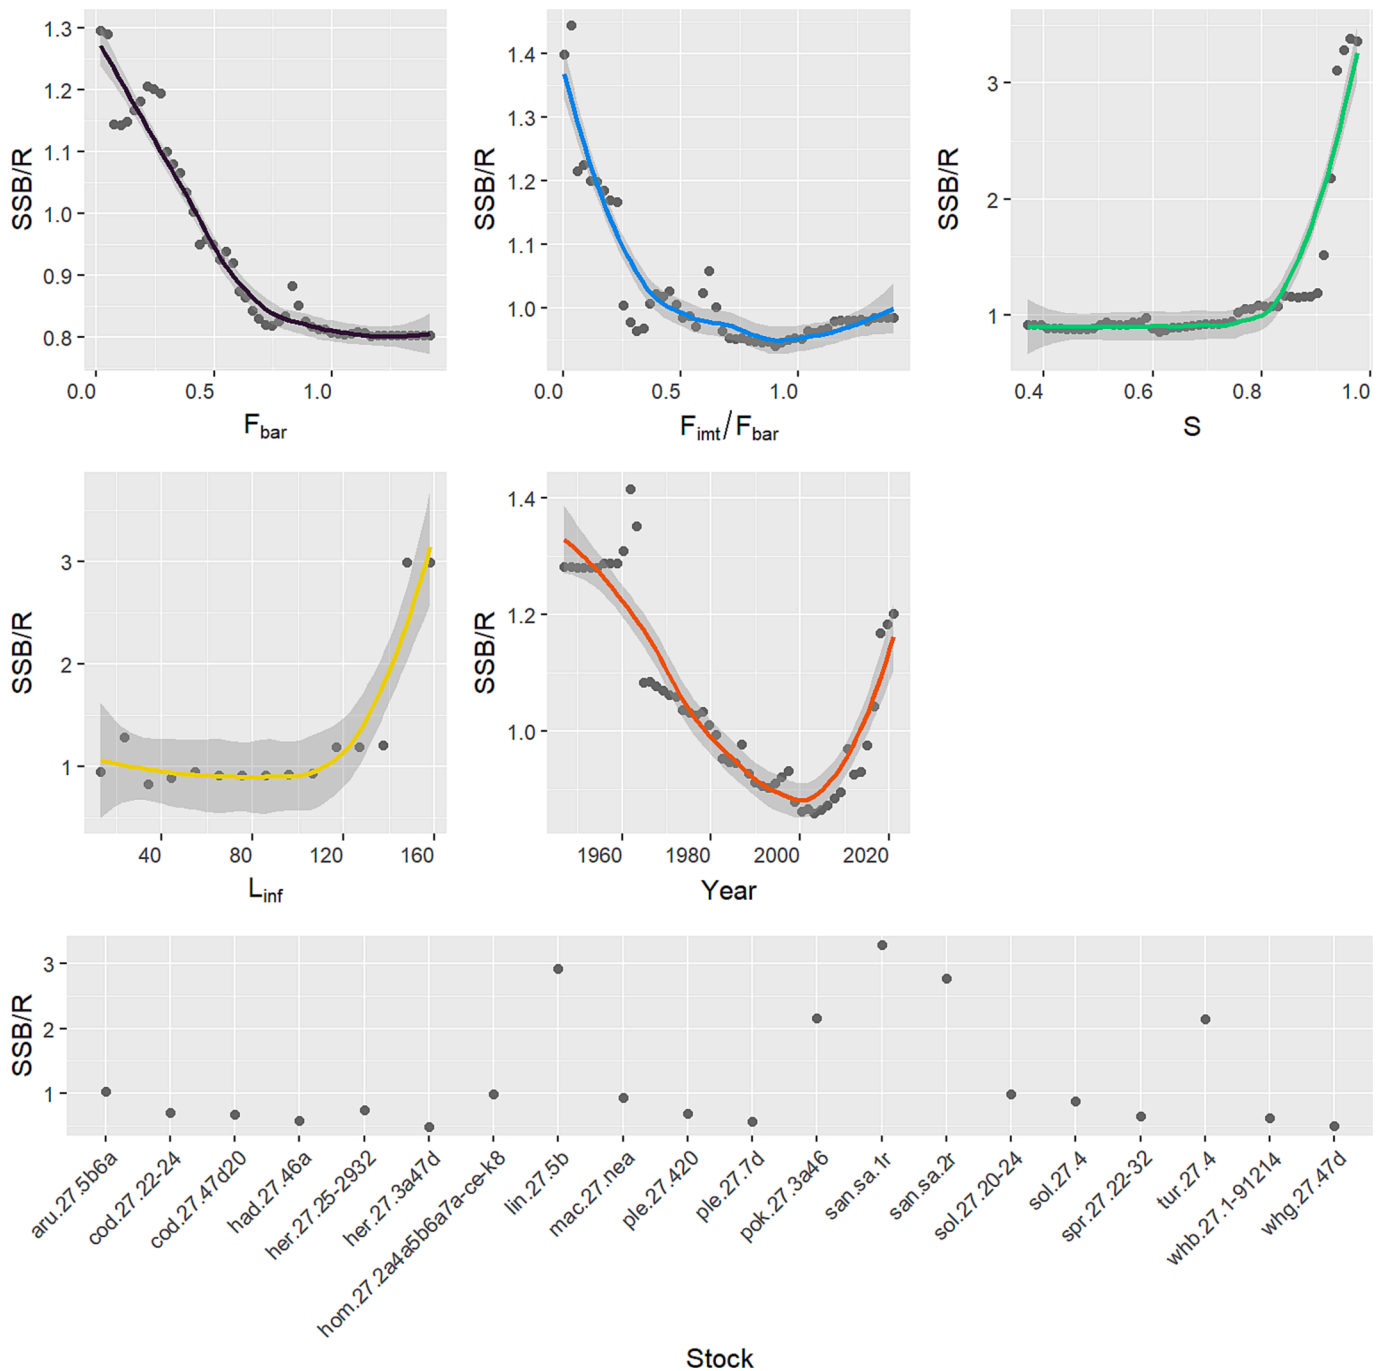 1.3
1.2
1.1
1.0
0.9
0.8
SSB/R
0.0 0.5 1.0
Fbar
1.4
1.3
1.2
1.1
1.0
SSB/R
0.0 0.5 1.0
Fimt/Fbar
3
2
1
SSB/R
0.4 0.6 0.8 1.0
S
3
2
1
SSB/R
40 80 120 160
Linf
1.4
1.2
1.0
SSB/R
1960 1980 2000 2020
Year
3
2
1
SSB/R
aru.27.5b6a
cod.27.22-24
cod.27.47d20
had.27.46a
her.27.25-2932
her.27.3a47d
hom.27.2a4a5b6a7a-ce-k8
lin.27.5b
mac.27.nea
ple.27.420
ple.27.7d
pok.27.3a46
san.sa.1r
san.sa.2r
sol.27.20-24
sol.27.4
spr.27.22-32
tur.27.4
whb.27.1-91214
whg.27.47d
Stock